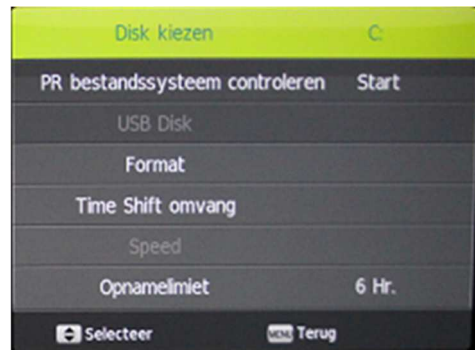 Disk kiezen C:
PR bestandssysteem controleren Start
USB Disk
Format
Time Shift omvang
Speed
Opnamelimiet 6 Hr.
Selecteer MENU Terug